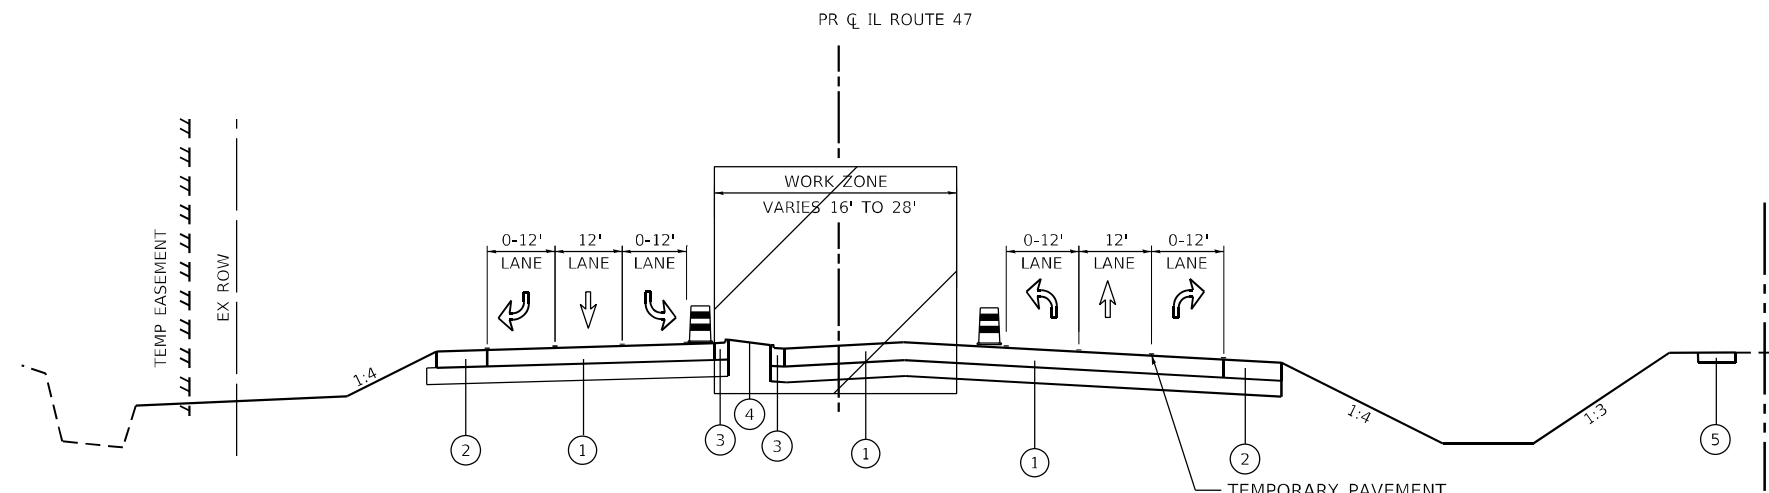 PR ℄ IL ROUTE 47
WORK ZONE
VARIES 16' TO 28'
TEMP EASEMENT
EX ROW
0-12'
LANE
12'
LANE
0-12'
LANE
0-12'
LANE
12'
LANE
0-12'
LANE
1:4
1:4
1:3
2
1
3
4
3
1
1
2
5
TEMPORARY PAVEMENT